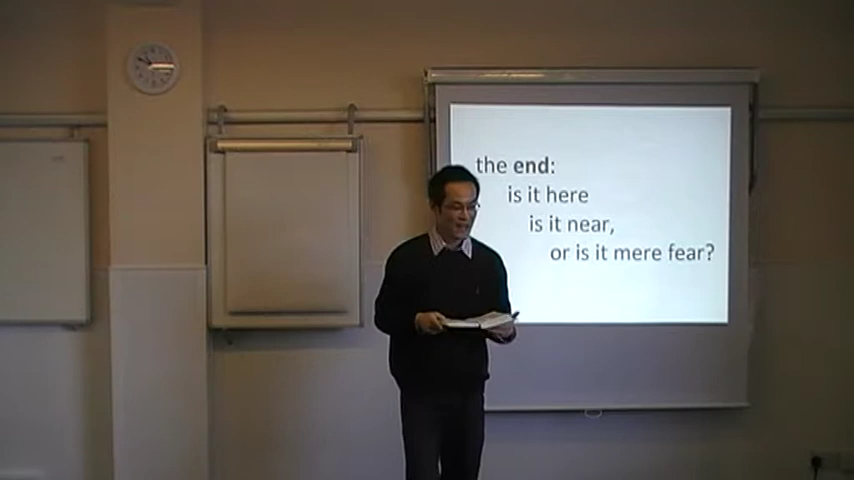 the end:
is it here
is it near,
or is it mere fear?